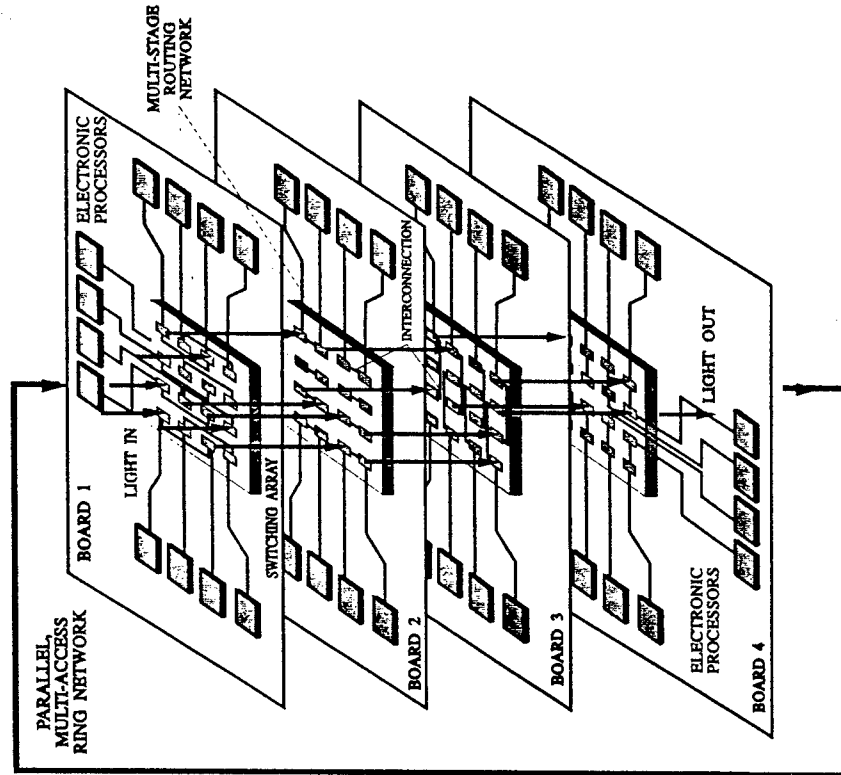 PARALLEL,
MULTI-ACCESS
RING NETWORK
BOARD 1
LIGHT IN
ELECTRONIC
PROCESSORS
MULTI-STAGE
ROUTING
NETWORK
SWITCHING ARRAY
BOARD 2
INTERCONNECTION
BOARD 3
LIGHT OUT
ELECTRONIC
PROCESSORS
BOARD 4